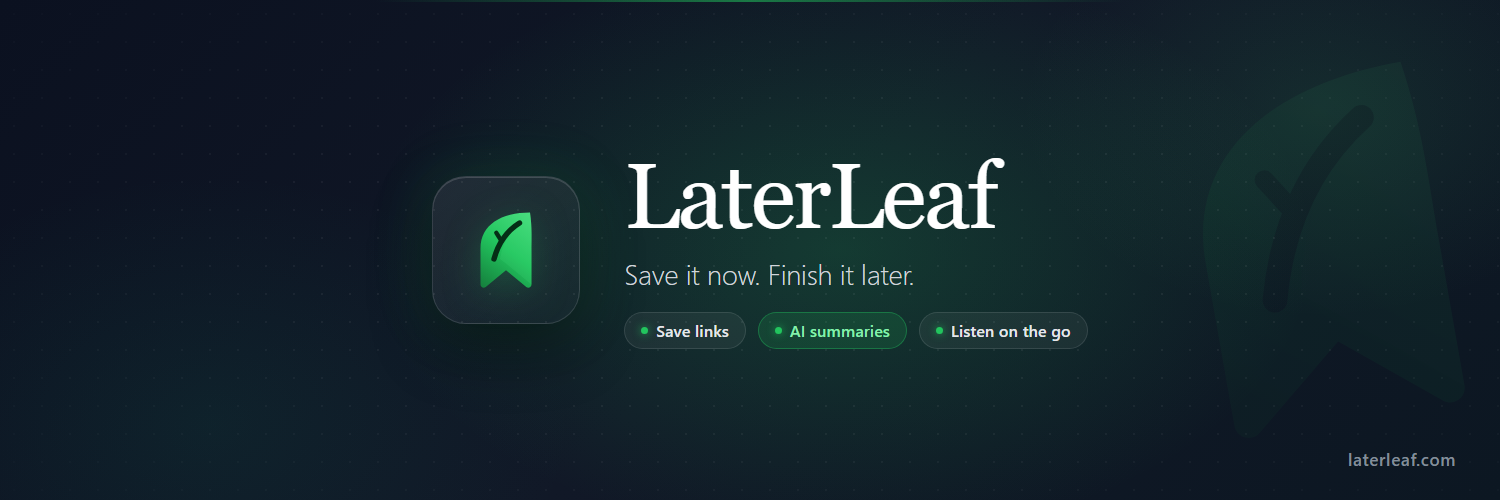 LaterLeaf
Save it now. Finish it later.
Save links
AI summaries
Listen on the go
laterleaf.com